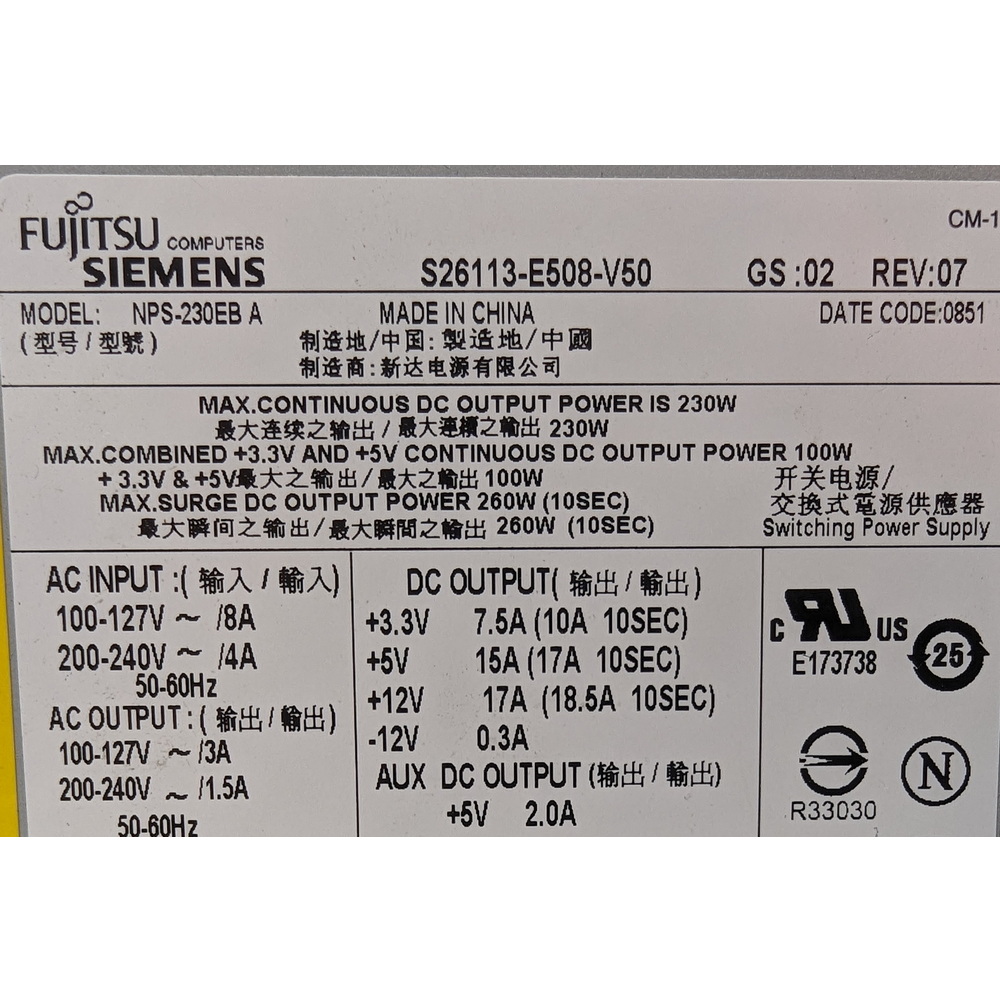 CM-1
FUJITSU COMPUTERS
SIEMENS
S26113-E508-V50 GS :02 REV:07
MODEL: NPS-230EB A MADE IN CHINA DATE CODE:0851
(型号/型號) 制造地/中国:製造地/中國
制造商:新达电源有限公司
MAX.CONTINUOUS DC OUTPUT POWER IS 230W
最大连续之输出/最大連續之輸出 230W
MAX.COMBINED +3.3V AND +5V CONTINUOUS DC OUTPUT POWER 100W
+ 3.3V & +5V最大之输出/最大之輸出 100W
MAX.SURGE DC OUTPUT POWER 260W (10SEC)
最大瞬间之输出/最大瞬間之輸出 260W (10SEC)
开关电源/
交換式電源供應器
Switching Power Supply
AC INPUT :(输入/輸入)
100-127V ~ /8A
200-240V ~ /4A
50-60Hz
AC OUTPUT :(输出/輸出)
100-127V ~ /3A
200-240V ~ /1.5A
50-60Hz
DC OUTPUT(输出/輸出)
+3.3V 7.5A (10A 10SEC)
+5V 15A (17A 10SEC)
+12V 17A (18.5A 10SEC)
-12V 0.3A
AUX DC OUTPUT (输出/輸出)
+5V 2.0A
C RU US
E173738
25
R33030
N